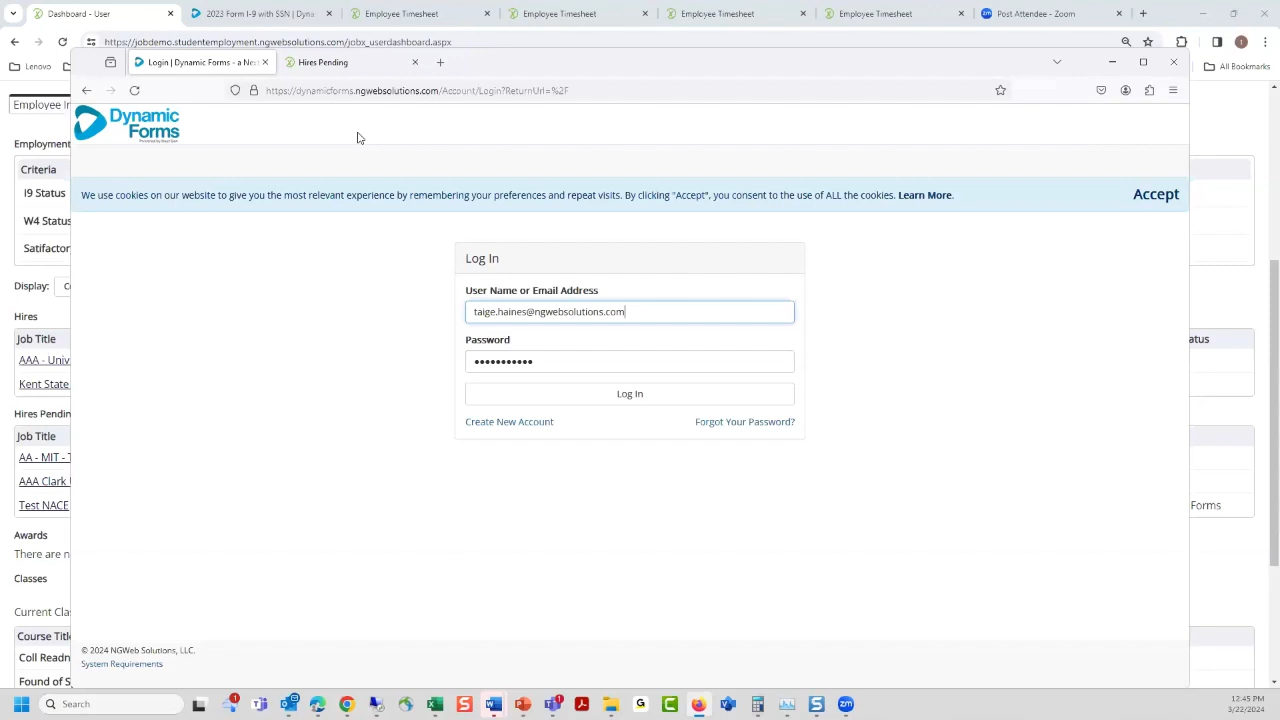 Dashboard - User
2023 Form I-9 with SSN | Dynam
Employee Timesheet
Employee Timesheet
Employee Timesheet
Employee Timesheet
Post Attendee - Zoom
https://jobdemo.studentemployment.ngwebsolutions.com/jobx_userdashboard.aspx
Lenovo
All Bookmarks
Login | Dynamic Forms - a Nex
Hires Pending
https://dynamicforms.ngwebsolutions.com/Account/Login?ReturnUrl=%2F
Dynamic
Forms
Employee In
Employment
Criteria
I9 Status
W4 Status
Satifactor
Display:
Hires
Job Title
AAA - Univ
Kent State
Hires Pendin
Job Title
AA - MIT - T
AAA Clark U
Test NACE
Awards
There are n
Classes
Current Clas
Course Title
Coll Readn
Found of S
We use cookies on our website to give you the most relevant experience by remembering your preferences and repeat visits. By clicking "Accept", you consent to the use of ALL the cookies. Learn More.
Accept
Log In
User Name or Email Address
taige.haines@ngwebsolutions.com
Password
•••••••••••
Log In
Create New Account
Forgot Your Password?
atus
Forms
© 2024 NGWeb Solutions, LLC.
System Requirements
Search
12:45 PM
3/22/2024